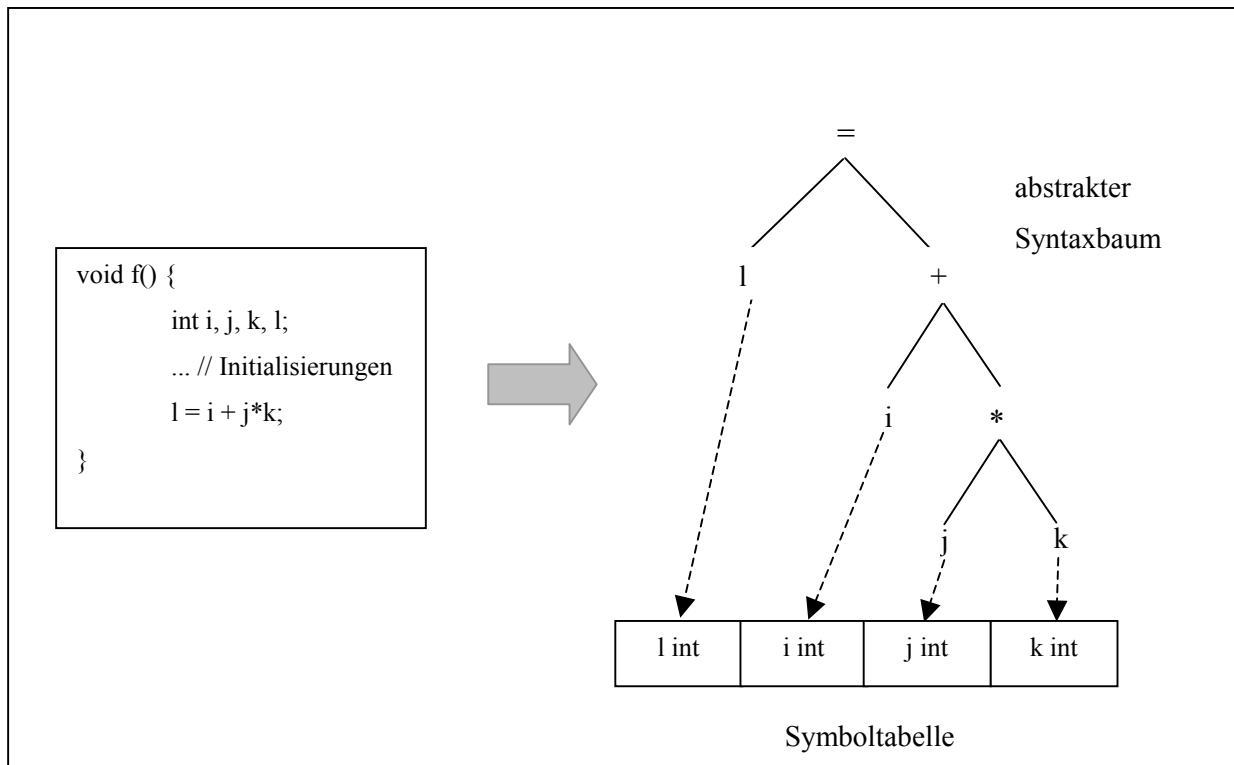 void f() {
int i, j, k, l;
... // Initialisierungen
l = i + j*k;
}
=
abstrakter
Syntaxbaum
l +
i *
j k
l int i int j int k int
Symboltabelle